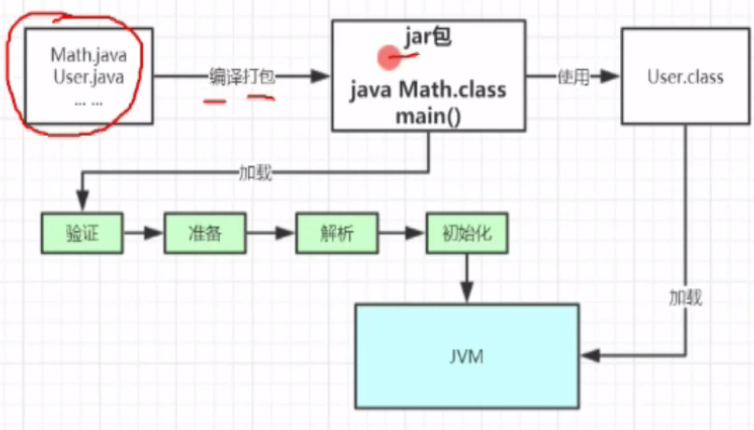 Math.java
User.java
... ...
编译打包
jar包
java Math.class
main()
使用
User.class
加载
验证
准备
解析
初始化
加载
JVM